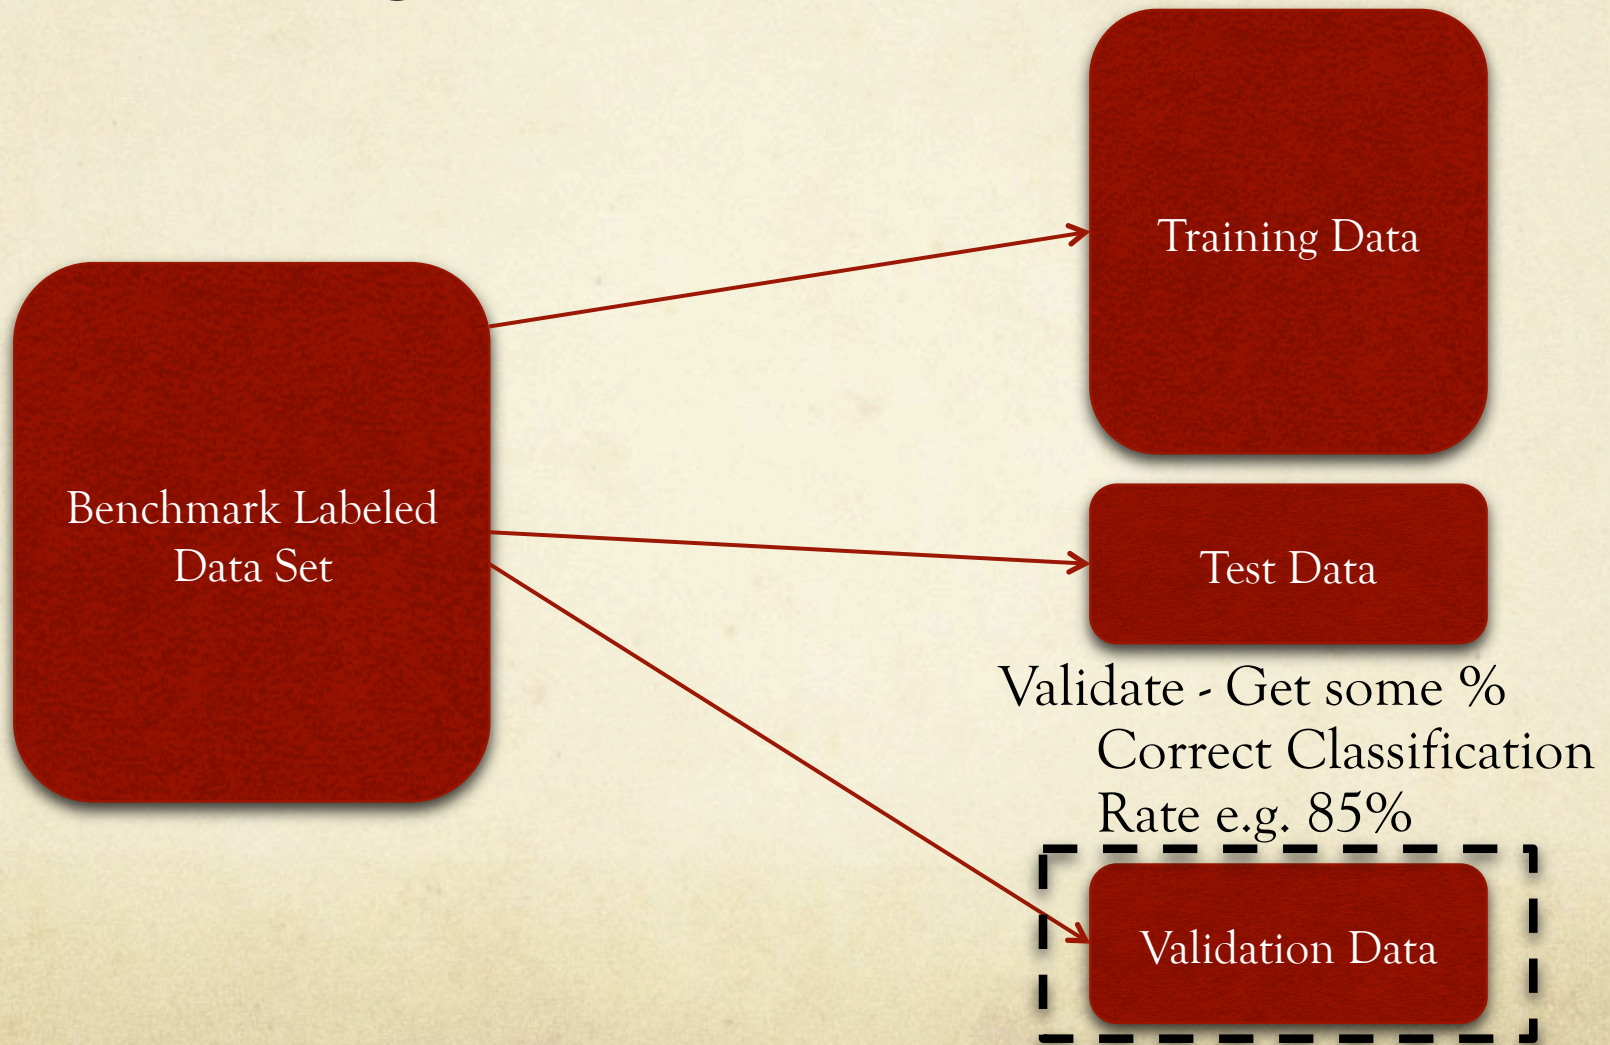 Training Data
Benchmark Labeled
Data Set
Test Data
Validate - Get some %
Correct Classification
Rate e.g. 85%
Validation Data